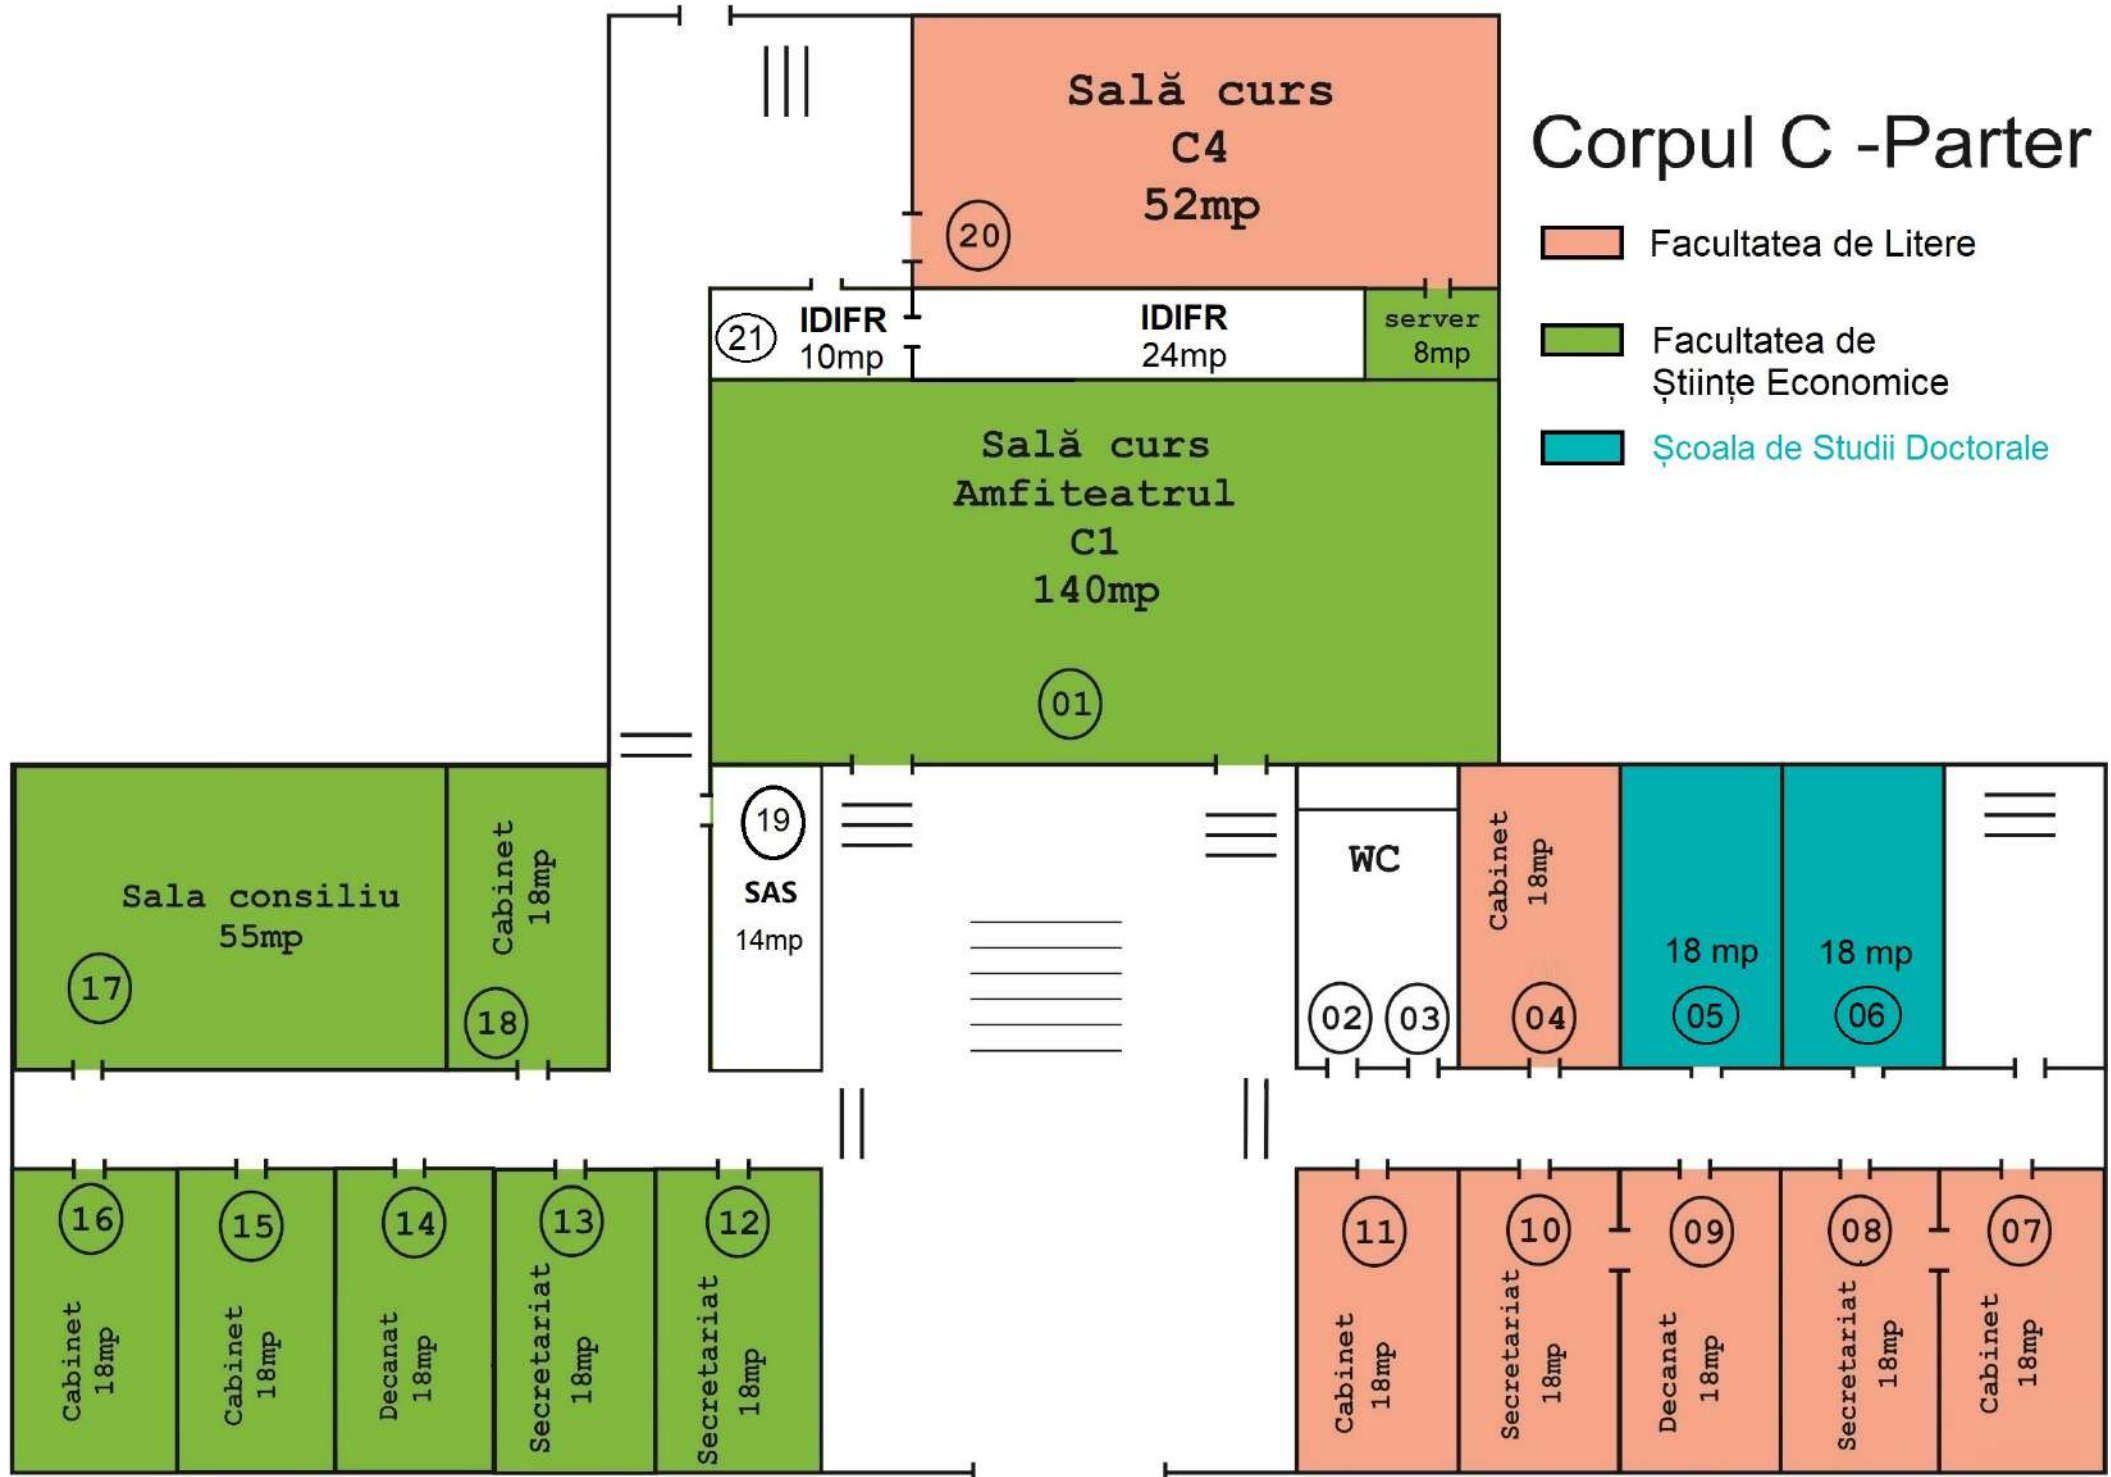 Corpul C -Parter
Facultatea de Litere
Facultatea de
Științe Economice
Școala de Studii Doctorale
Sală curs
C4
52mp
20
21
IDIFR
10mp
IDIFR
24mp
server
8mp
Sală curs
Amfiteatrul
C1
140mp
01
Sala consiliu
55mp
17
Cabinet
18mp
18
19
SAS
14mp
WC
02
03
Cabinet
18mp
04
18 mp
05
18 mp
06
16
Cabinet
18mp
15
Cabinet
18mp
14
Decanat
18mp
13
Secretariat
18mp
12
Secretariat
18mp
11
Cabinet
18mp
10
Secretariat
18mp
09
Decanat
18mp
08
Secretariat
18mp
07
Cabinet
18mp